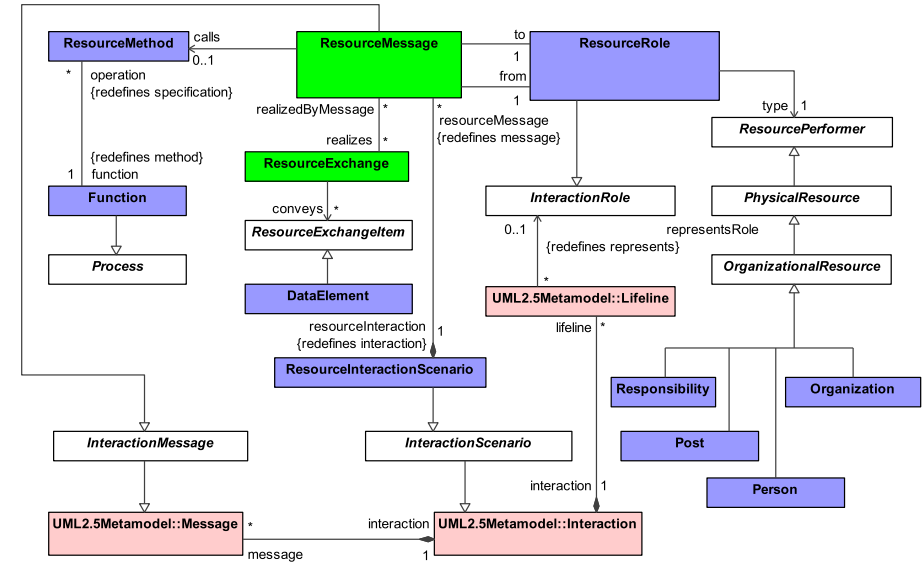 ResourceMethod
calls
0..1
ResourceMessage
to
1
from
1
ResourceRole
*
operation
{redefines specification}
realizedByMessage
*
*
resourceMessage
{redefines message}
type
1
ResourcePerformer
realizes
*
ResourceExchange
{redefines method}
1
function
Function
conveys
*
ResourceExchangeItem
InteractionRole
0..1
{redefines represents}
PhysicalResource
representsRole
Process
OrganizationalResource
DataElement
*
UML2.5Metamodel::Lifeline
lifeline
*
resourceInteraction
1
{redefines interaction}
ResourceInteractionScenario
Responsibility
Organization
InteractionMessage
InteractionScenario
Post
interaction
1
Person
UML2.5Metamodel::Message
*
message
interaction
1
UML2.5Metamodel::Interaction